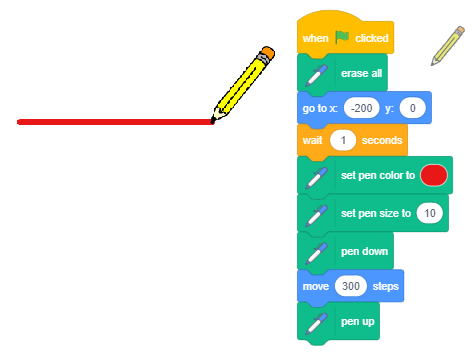 when clicked
erase all
go to x: -200 y: 0
wait 1 seconds
set pen color to
set pen size to 10
pen down
move 300 steps
pen up